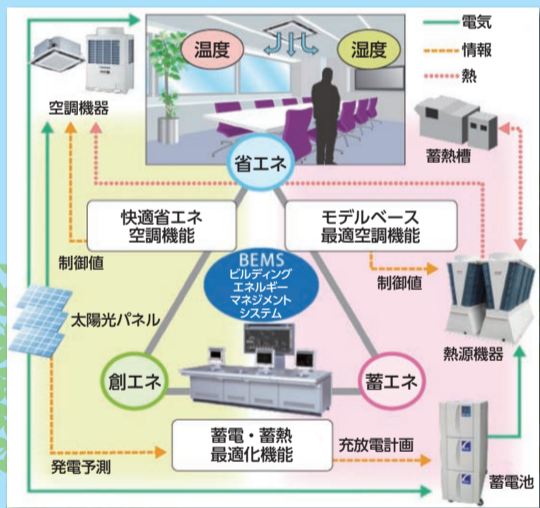 電気
情報
熱
温度
湿度
空調機器
蓄熱槽
省エネ
快適省エネ
空調機能
モデルベース
最適空調機能
制御値
制御値
BEMS
ビルディング
エネルギー
マネジメント
システム
太陽光パネル
熱源機器
創エネ
蓄エネ
蓄電・蓄熱
最適化機能
発電予測
充放電計画
蓄電池